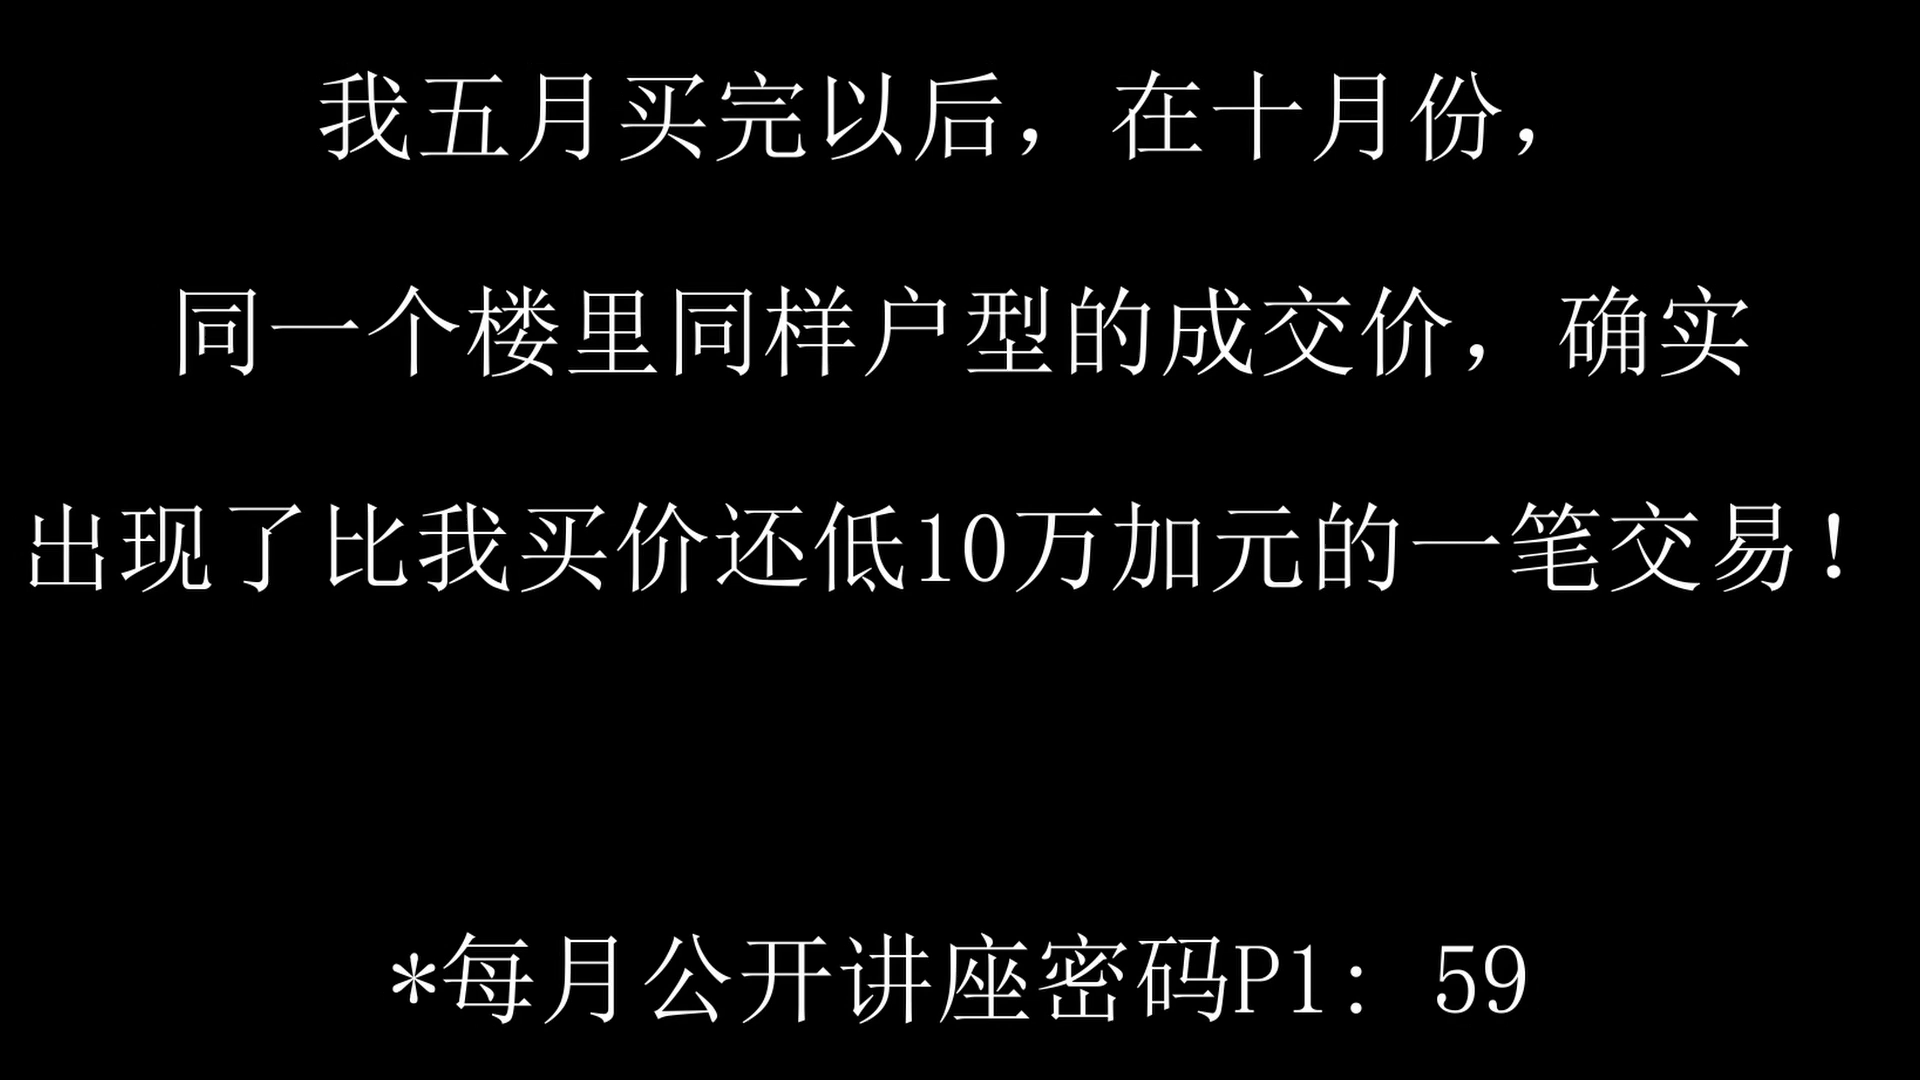 我五月买完以后，在十月份，
同一个楼里同样户型的成交价，确实
出现了比我买价还低10万加元的一笔交易！
*每月公开讲座密码P1：59